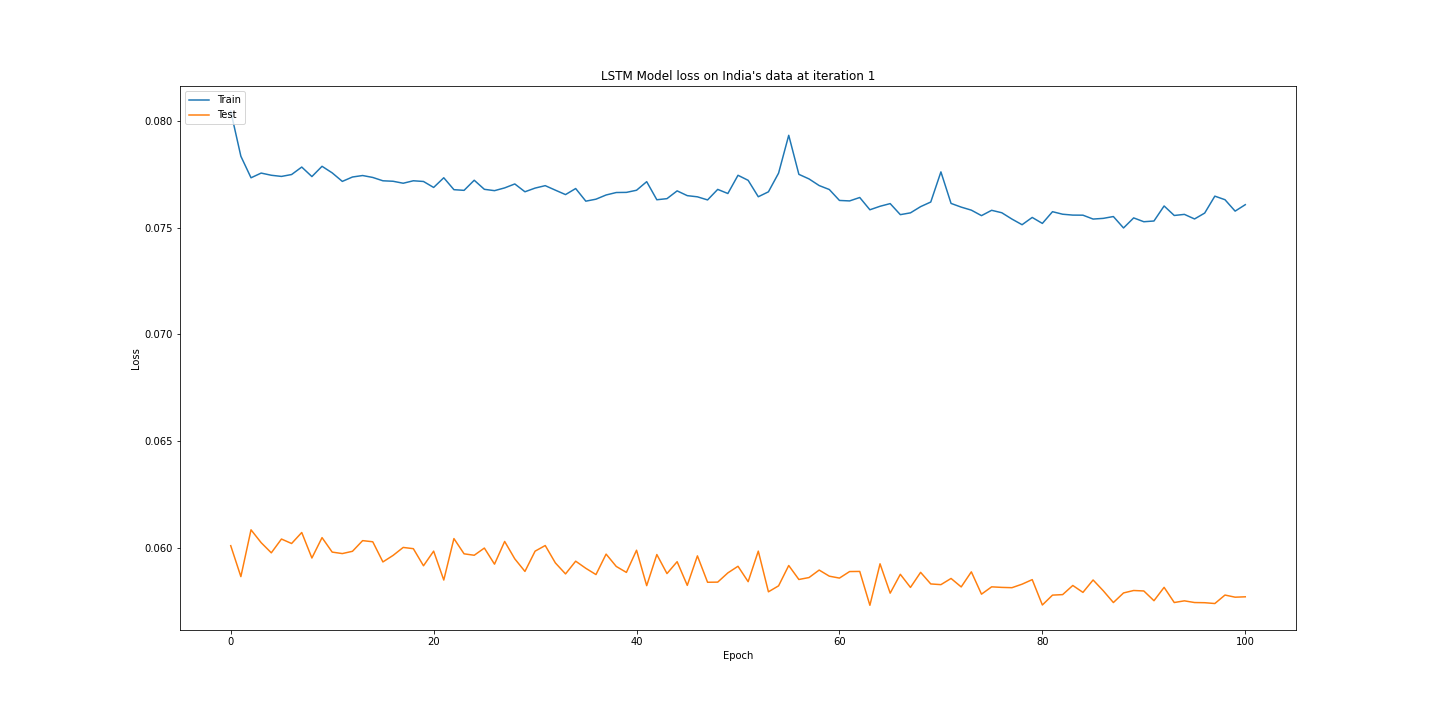 LSTM Model loss on India's data at iteration 1
Train
Test
0.080
0.075
0.070
0.065
0.060
Loss
0 20 40 60 80 100
Epoch